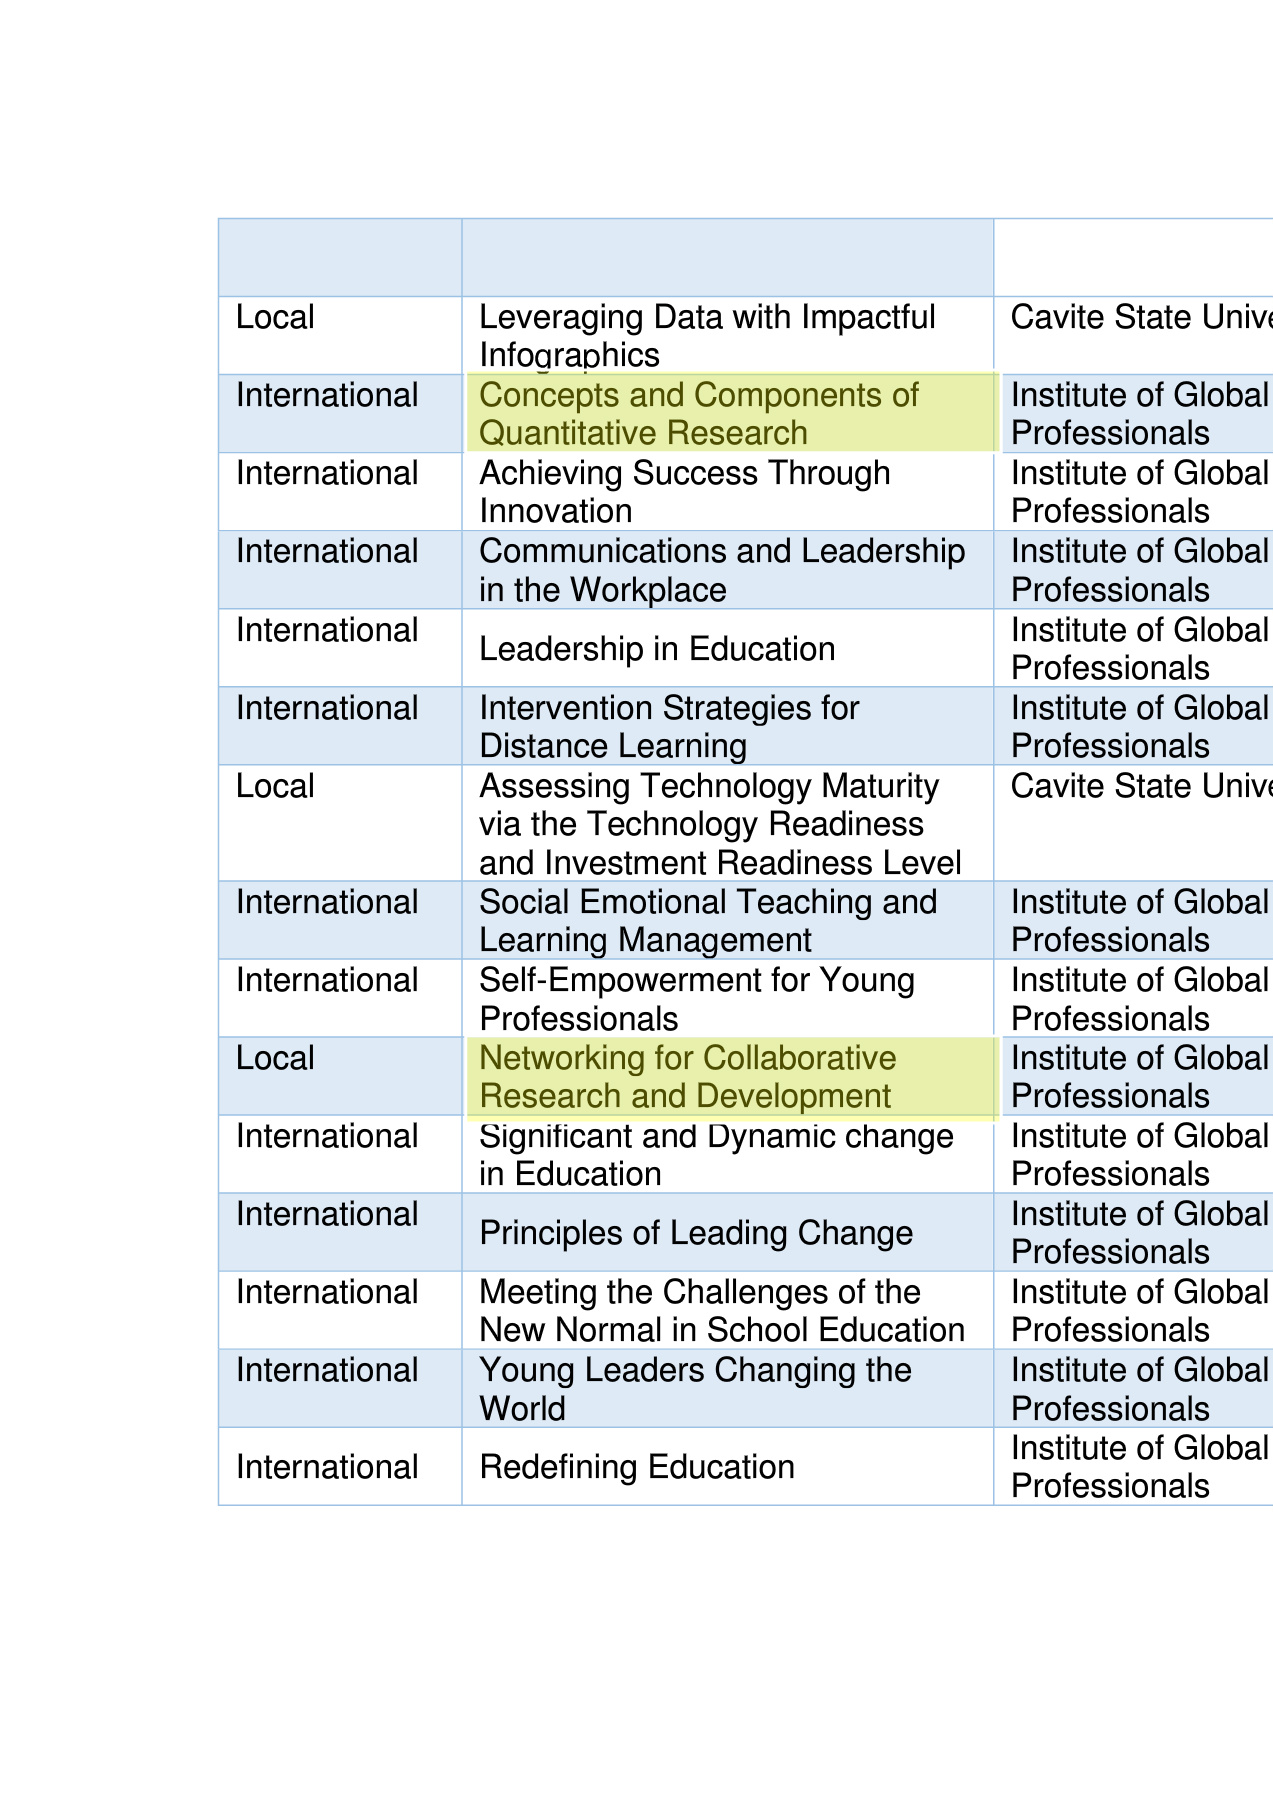 Local Leveraging Data with Impactful Cavite State
Infographics
International Concepts and Components of Institute of Global
Quantitative Research Professionals
International Achieving Success Through Institute of Global
Innovation Professionals
International Communications and Leadership Institute of Global
in the Workplace Professionals
International Leadership in Education Institute of Global
Professionals
International Intervention Strategies for Institute of Global
Distance Learning Professionals
Local Assessing Technology Maturity Cavite State
via the Technology Readiness
and Investment Readiness Level
International Social Emotional Teaching and Institute of Global
Learning Management Professionals
International Self-Empowerment for Young Institute of Global
Professionals Professionals
Local Networking for Collaborative Institute of Global
Research and Development Professionals
International Significant and Dynamic change Institute of Global
in Education Professionals
International Principles of Leading Change Institute of Global
Professionals
International Meeting the Challenges of the Institute of Global
New Normal in School Education Professionals
International Young Leaders Changing the Institute of Global
World Professionals
International Redefining Education Institute of Global
Professionals